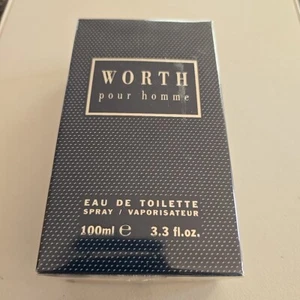 WORTH
pour homme
EAU DE TOILETTE
SPRAY / VAPORISATEUR
100ml ℮ 3.3 fl.oz.